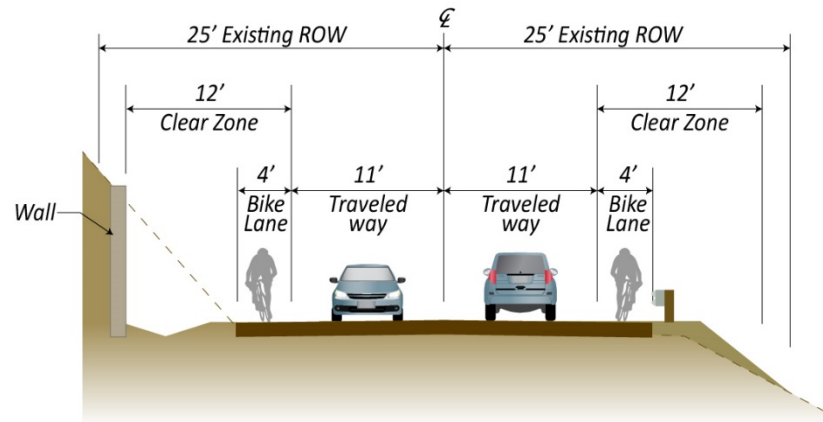 ℄
25’ Existing ROW 25’ Existing ROW
12’ 12’
Clear Zone Clear Zone
4’ 11’ 11’ 4’
Bike Traveled Traveled Bike
Lane way way Lane
Wall